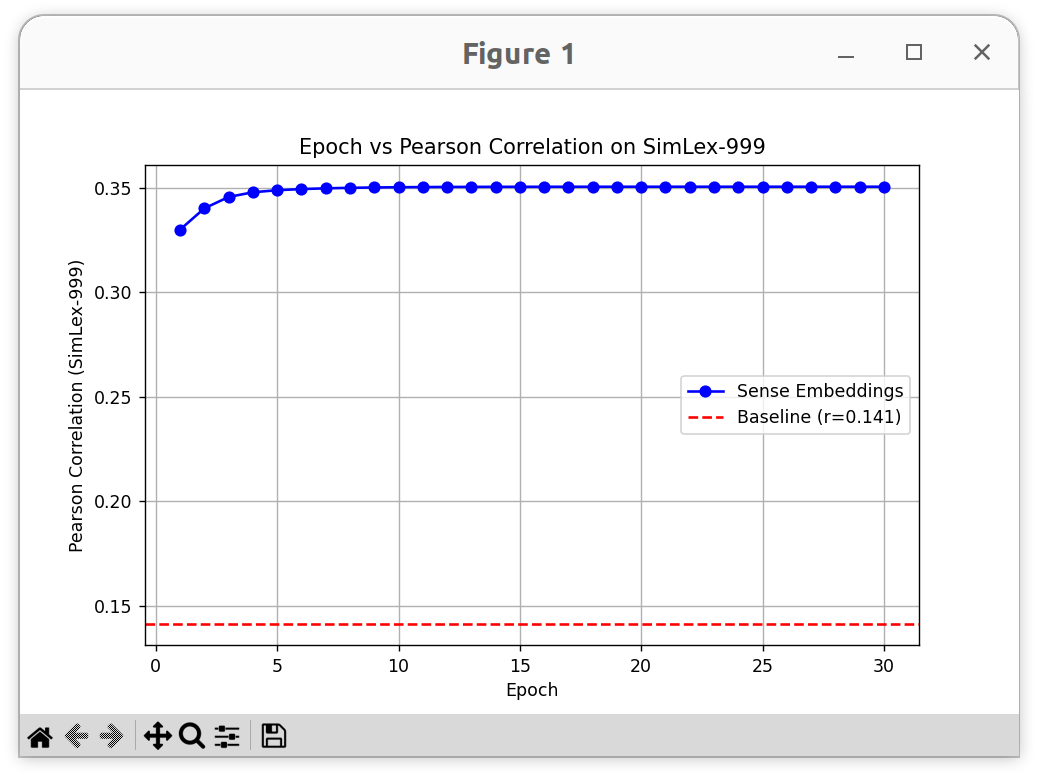 Figure 1
Epoch vs Pearson Correlation on SimLex-999
Pearson Correlation (SimLex-999)
0.35
0.30
0.25
0.20
0.15
Sense Embeddings
Baseline (r=0.141)
0 5 10 15 20 25 30
Epoch